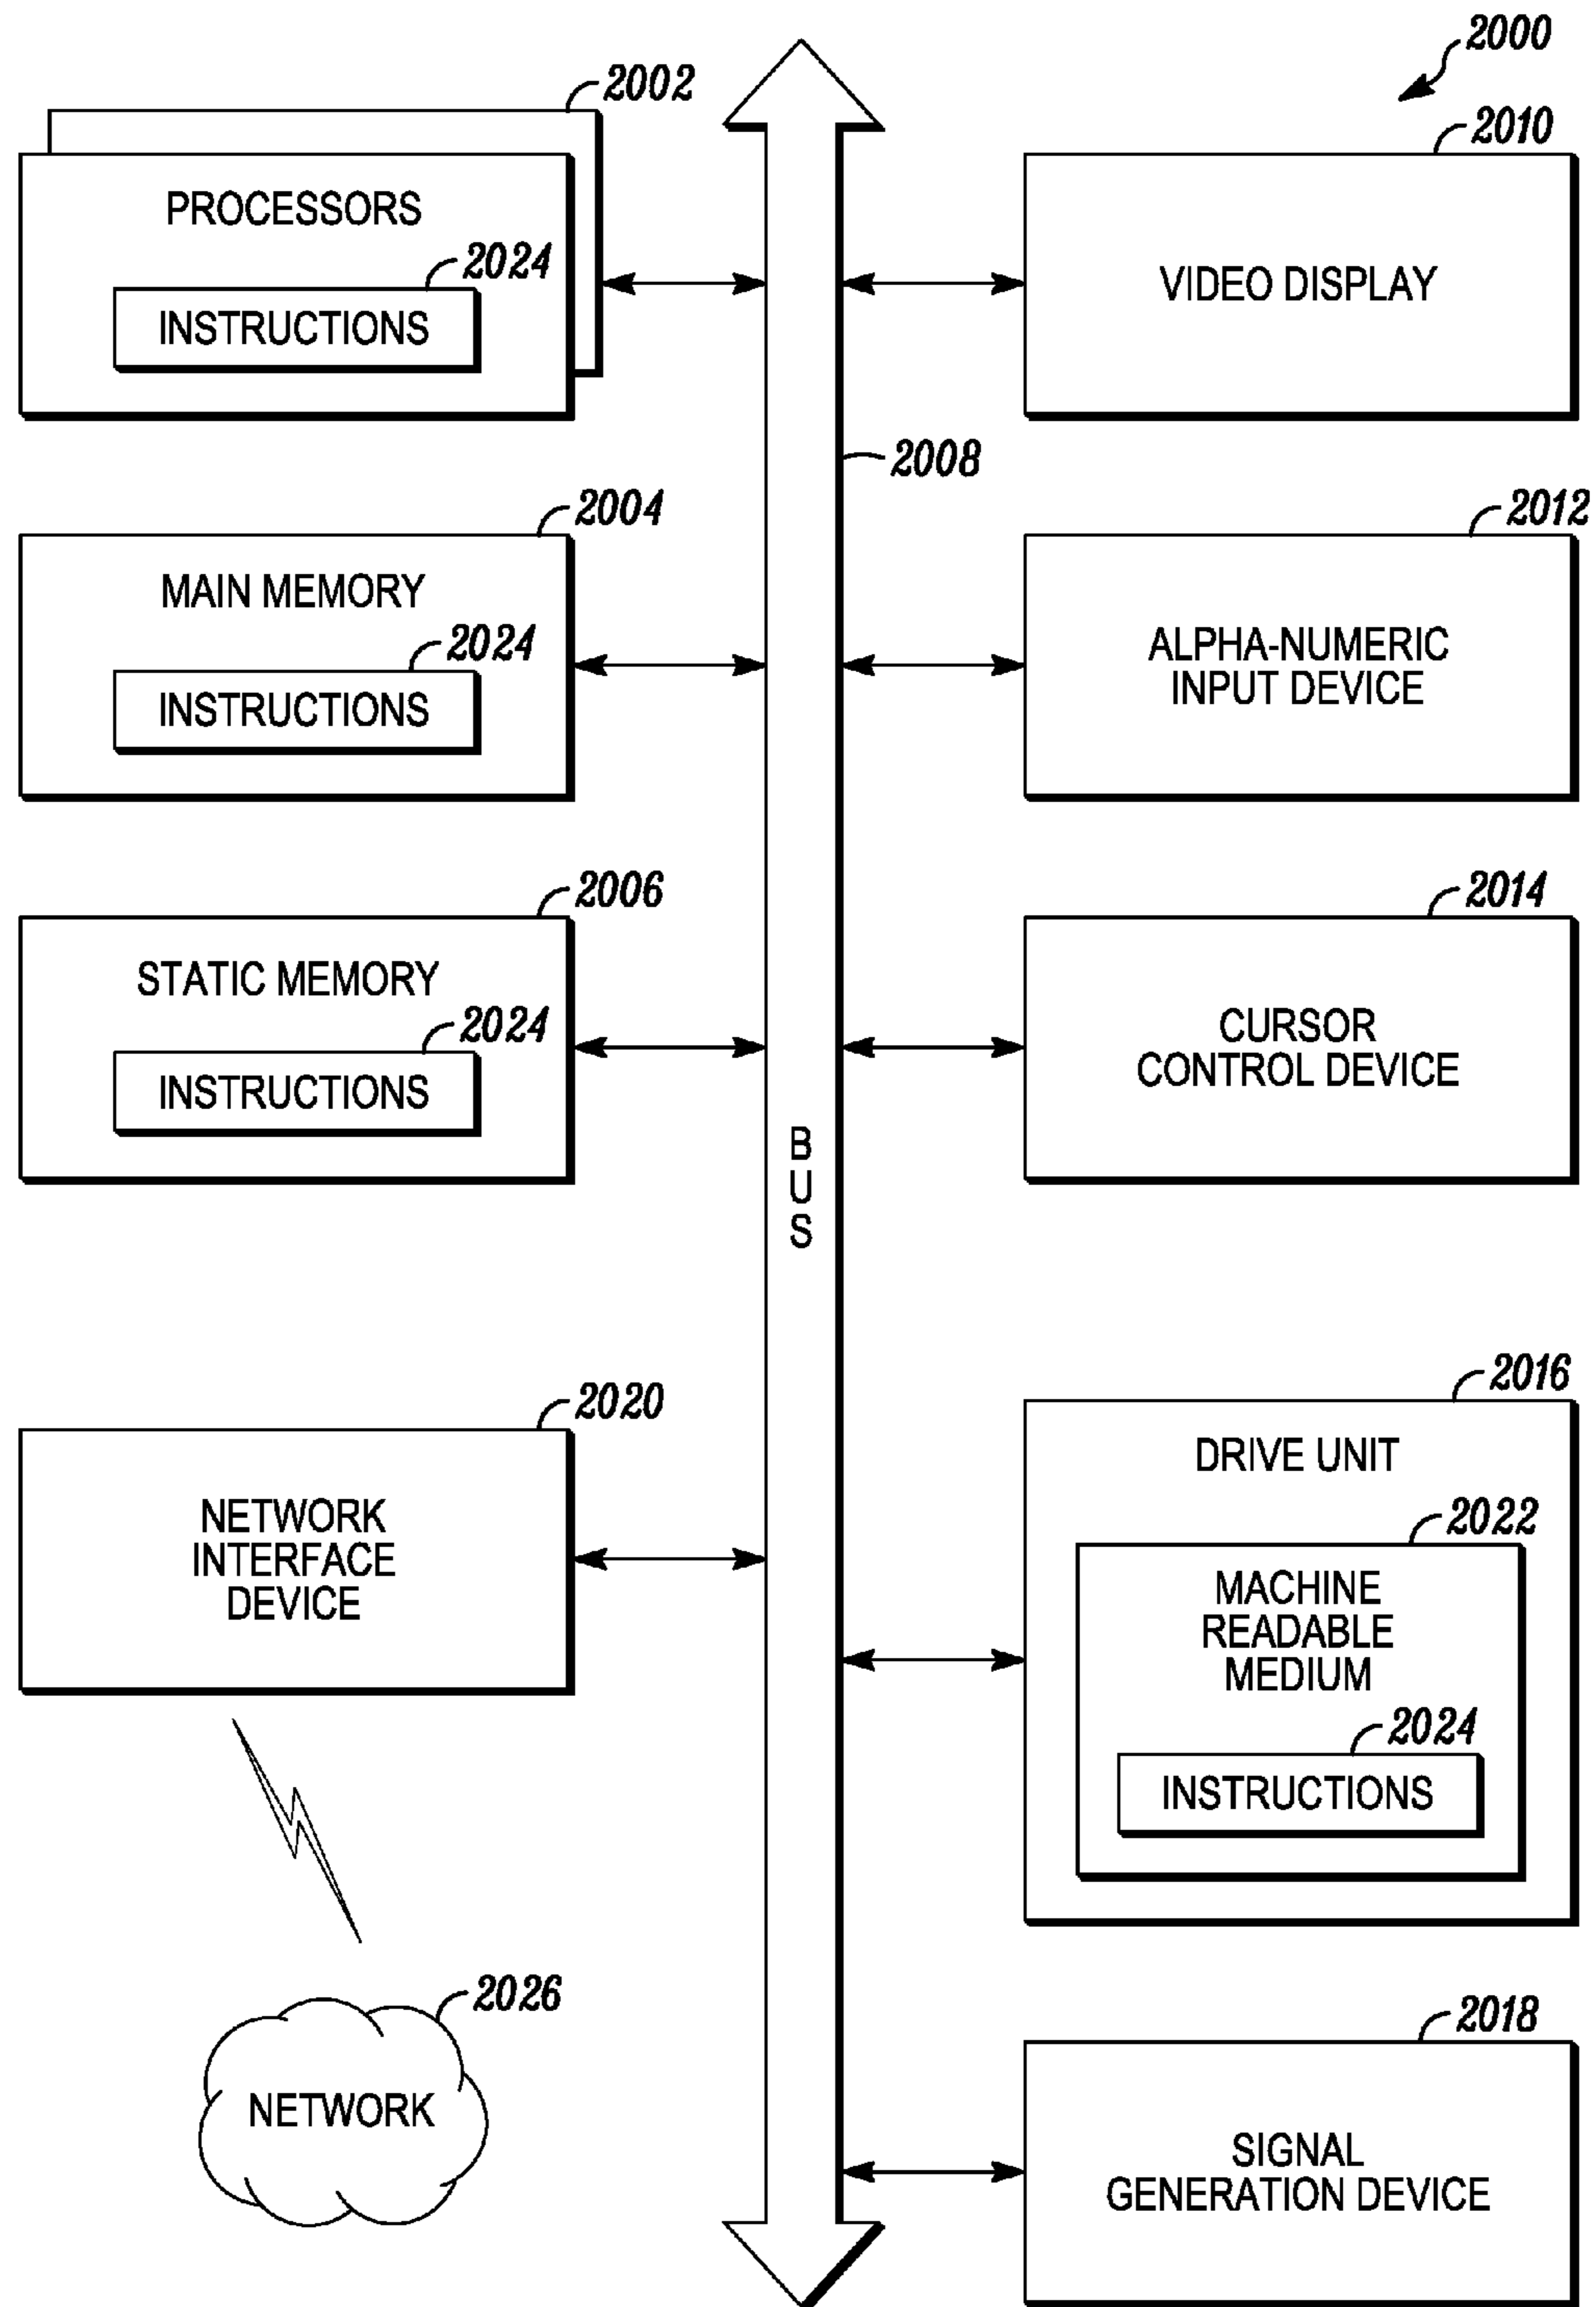 2000
2002
PROCESSORS
2024
INSTRUCTIONS
2010
VIDEO DISPLAY
2008
2004
MAIN MEMORY
2024
INSTRUCTIONS
2012
ALPHA-NUMERIC
INPUT DEVICE
2006
STATIC MEMORY
2024
INSTRUCTIONS
2014
CURSOR
CONTROL DEVICE
BUS
2020
NETWORK
INTERFACE
DEVICE
2016
DRIVE UNIT
2022
MACHINE
READABLE
MEDIUM
2024
INSTRUCTIONS
2026
NETWORK
2018
SIGNAL
GENERATION DEVICE